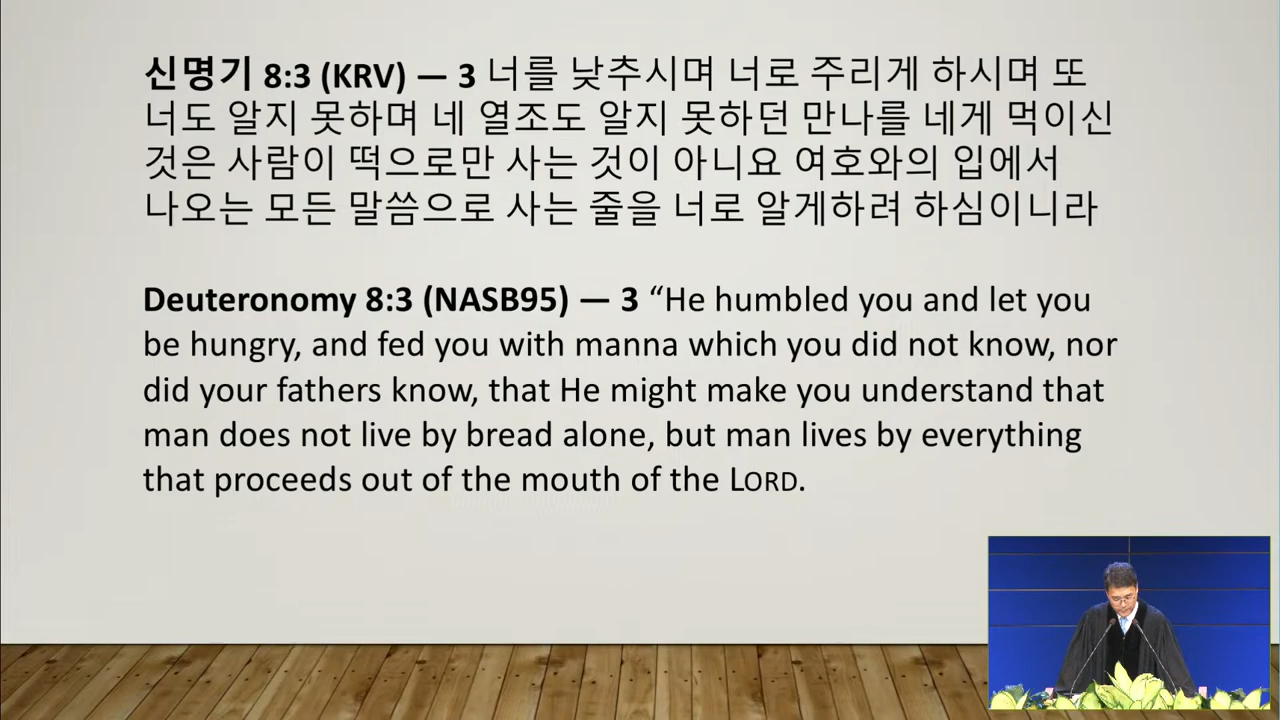 신명기 8:3 (KRV) — 3 너를 낮추시며 너로 주리게 하시며 또
너도 알지 못하며 네 열조도 알지 못하던 만나를 네게 먹이신
것은 사람이 떡으로만 사는 것이 아니요 여호와의 입에서
나오는 모든 말씀으로 사는 줄을 너로 알게하려 하심이니라
Deuteronomy 8:3 (NASB95) — 3 “He humbled you and let you
be hungry, and fed you with manna which you did not know, nor
did your fathers know, that He might make you understand that
man does not live by bread alone, but man lives by everything
that proceeds out of the mouth of the LORD.